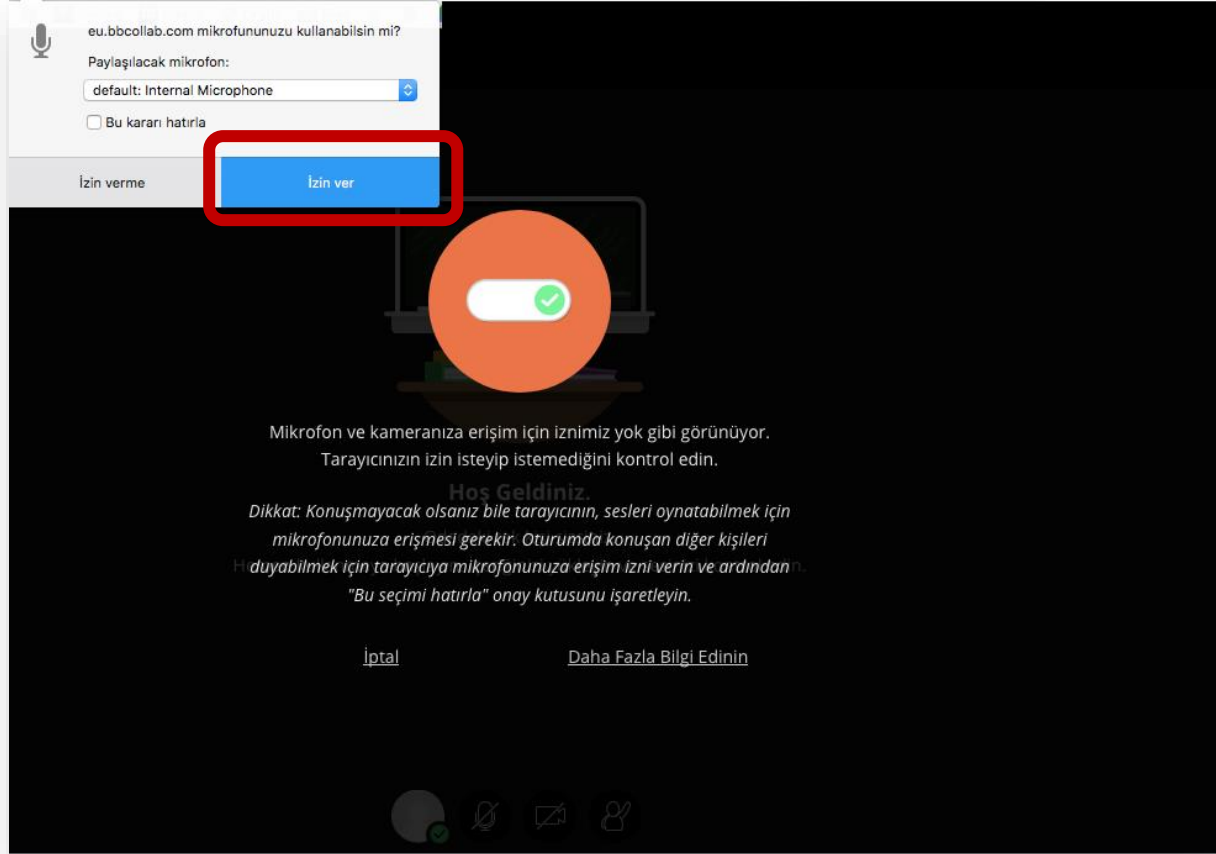 eu.bbcollab.com mikrofununuzu kullanabilsin mi?
Paylaşılacak mikrofon:
default: Internal Microphone
Bu kararı hatırla
İzin verme
İzin ver
Mikrofon ve kameranıza erişim için iznimiz yok gibi görünüyor.
Tarayıcınızın izin isteyip istemediğini kontrol edin.
Hoş Geldiniz.
Dikkat: Konuşmayacak olsanız bile tarayıcının, sesleri oynatabilmek için
mikrofonunuza erişmesi gerekir. Oturumda konuşan diğer kişileri
duyabilmek için tarayıcıya mikrofonunuza erişim izni verin ve ardından
"Bu seçimi hatırla" onay kutusunu işaretleyin.
İptal
Daha Fazla Bilgi Edinin